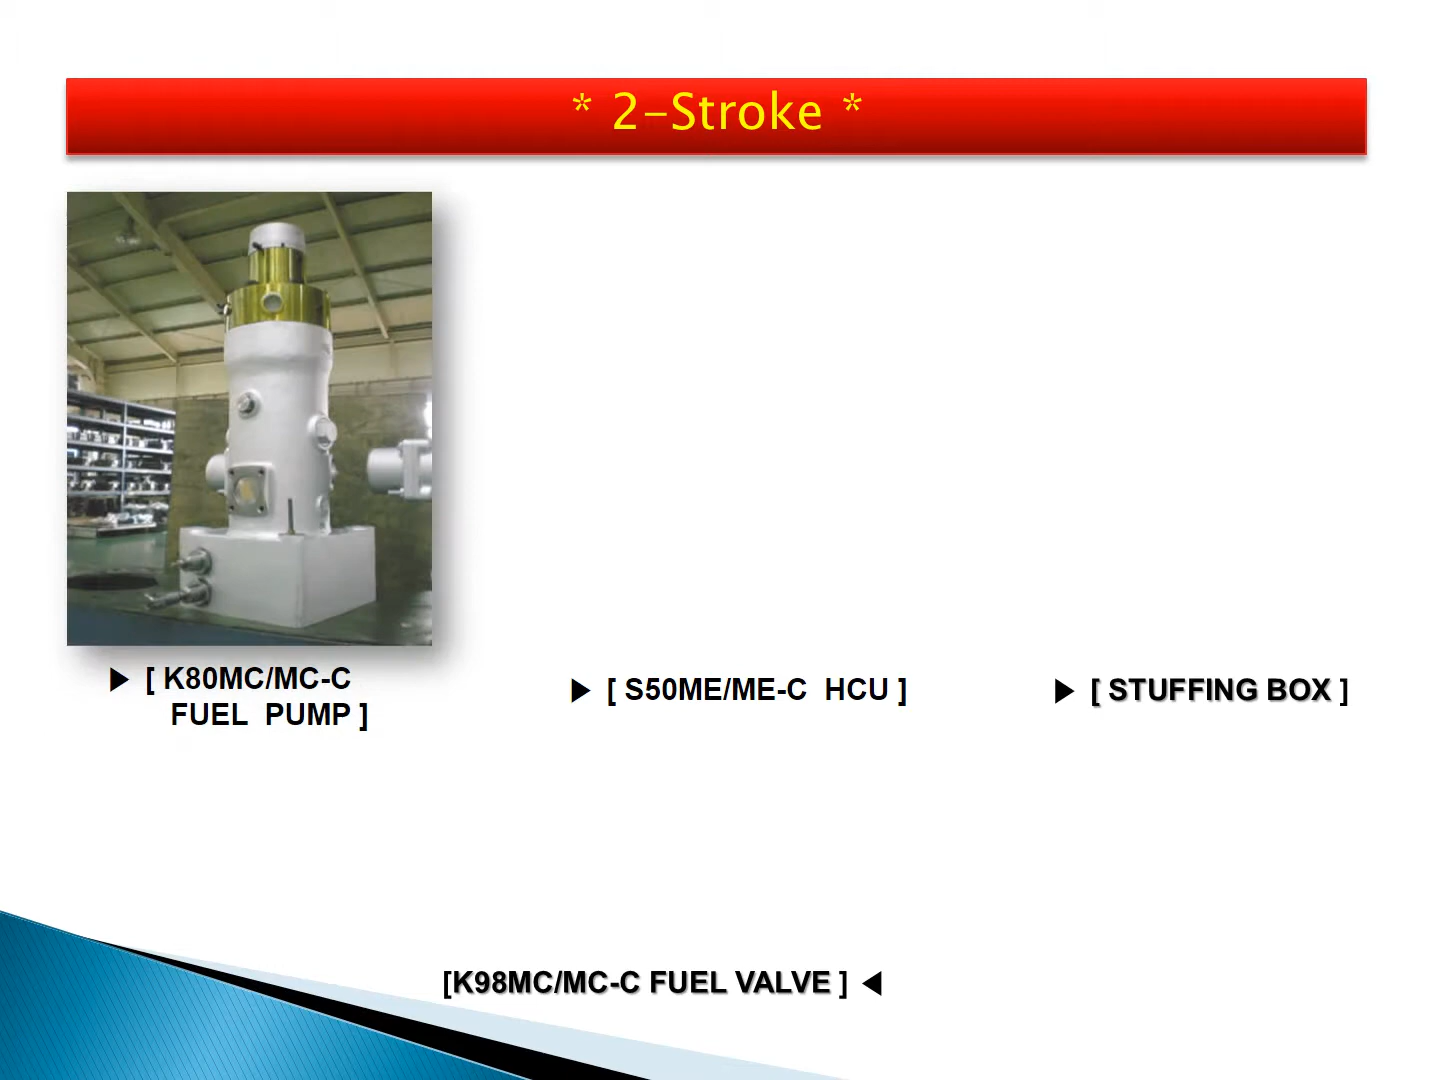 * 2-Stroke *
▶ [ K80MC/MC-C
FUEL PUMP ]
▶ [ S50ME/ME-C HCU ]
▶ [ STUFFING BOX ]
[K98MC/MC-C FUEL VALVE ] ◀